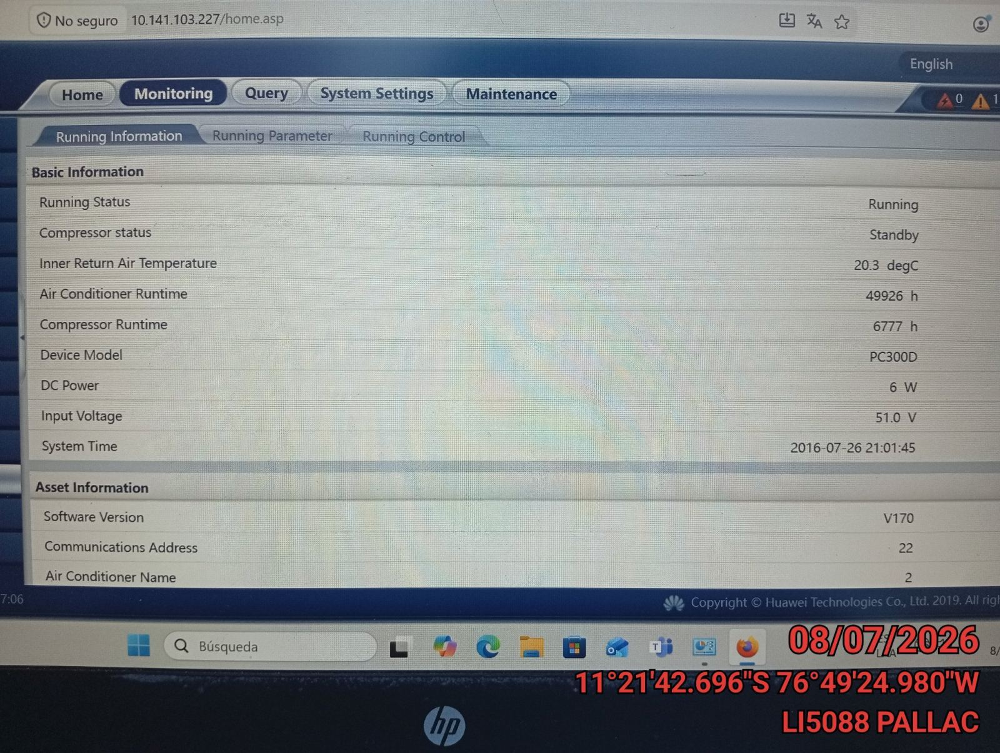 No seguro 10.141.103.227/home.asp
English
Home Monitoring Query System Settings Maintenance 0 1
Running Information Running Parameter Running Control
Basic Information
Running Status Running
Compressor status Standby
Inner Return Air Temperature 20.3 degC
Air Conditioner Runtime 49926 h
Compressor Runtime 6777 h
Device Model PC300D
DC Power 6 W
Input Voltage 51.0 V
System Time 2016-07-26 21:01:45
Asset Information
Software Version V170
Communications Address 22
Air Conditioner Name 2
7:06 Copyright © Huawei Technologies Co., Ltd. 2019. All rig
Búsqueda
08/07/2026
11°21'42.696"S 76°49'24.980"W
hp
LI5088 PALLAC